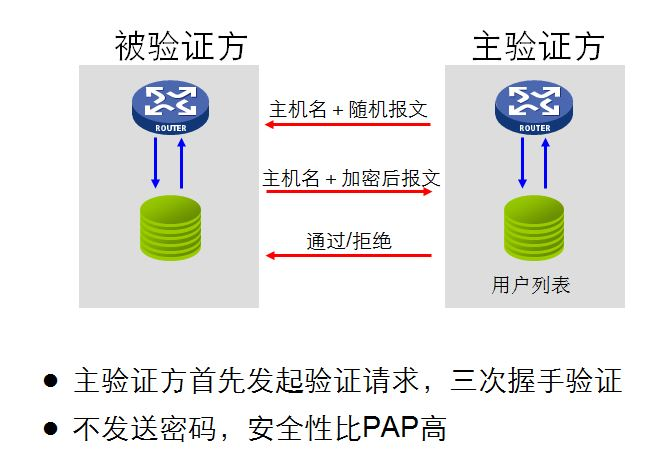 被验证方
主验证方
ROUTER
ROUTER
主机名+随机报文
主机名+加密后报文
通过/拒绝
用户列表
● 主验证方首先发起验证请求，三次握手验证
● 不发送密码，安全性比PAP高